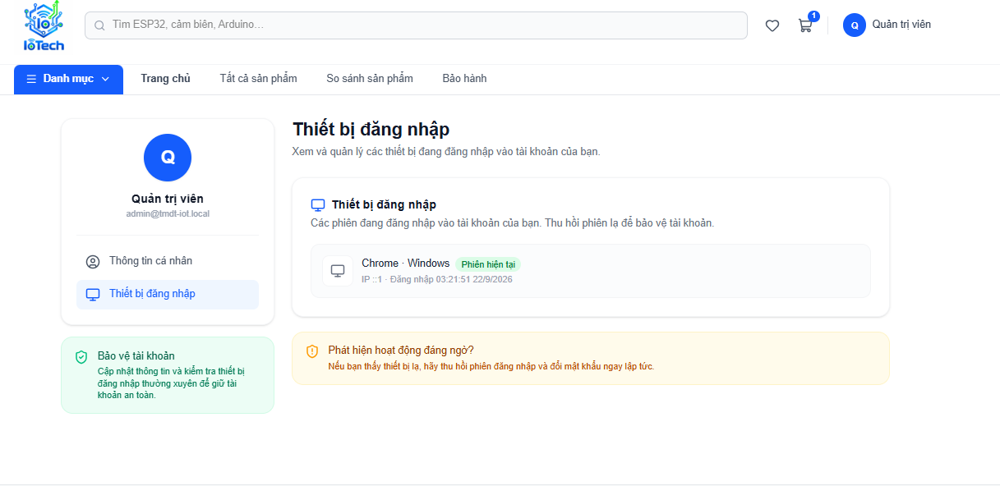 IoTech
Tìm ESP32, cảm biến, Arduino...
1
Q
Quản trị viên
Danh mục
Trang chủ
Tất cả sản phẩm
So sánh sản phẩm
Bảo hành
Q
Quản trị viên
admin@tmdt-iot.local
Thông tin cá nhân
Thiết bị đăng nhập
Bảo vệ tài khoản
Cập nhật thông tin và kiểm tra thiết bị
đăng nhập thường xuyên để giữ tài
khoản an toàn.
Thiết bị đăng nhập
Xem và quản lý các thiết bị đang đăng nhập vào tài khoản của bạn.
Thiết bị đăng nhập
Các phiên đang đăng nhập vào tài khoản của bạn. Thu hồi phiên lạ để bảo vệ tài khoản.
Chrome · Windows Phiên hiện tại
IP ::1 · Đăng nhập 03:21:51 22/9/2026
Phát hiện hoạt động đáng ngờ?
Nếu bạn thấy thiết bị lạ, hãy thu hồi phiên đăng nhập và đổi mật khẩu ngay lập tức.